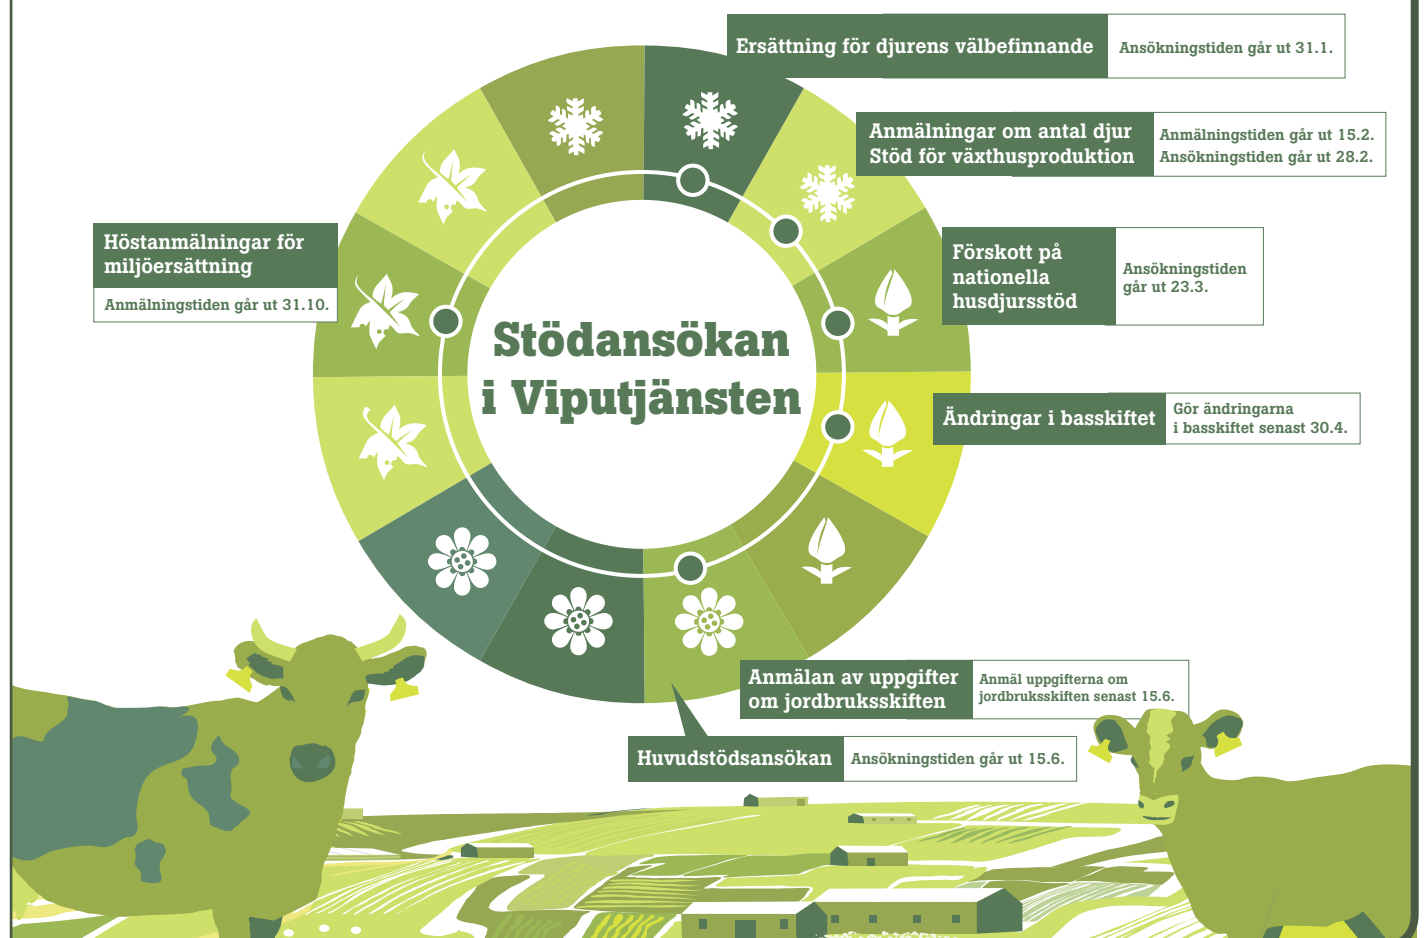 Ersättning för djurens välbefinnande
Ansökningstiden går ut 31.1.
Anmälningar om antal djur
Stöd för växthusproduktion
Anmälningstiden går ut 15.2.
Ansökningstiden går ut 28.2.
Förskott på
nationella
husdjursstöd
Ansökningstiden
går ut 23.3.
Ändringar i basskiftet
Gör ändringarna
i basskiftet senast 30.4.
Anmälan av uppgifter
om jordbruksskiften
Anmäl uppgifterna om
jordbruksskiften senast 15.6.
Huvudstödsansökan
Ansökningstiden går ut 15.6.
Höstanmälningar för
miljöersättning
Anmälningstiden går ut 31.10.
Stödansökan
i Viputjänsten